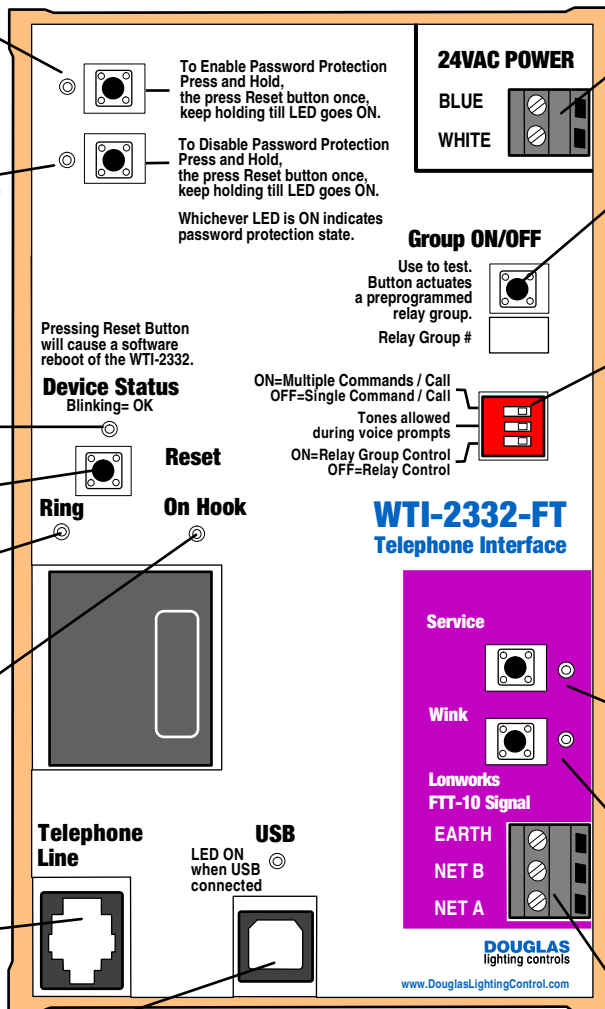 To Enable Password Protection
Press and Hold,
the press Reset button once,
keep holding till LED goes ON.
To Disable Password Protection
Press and Hold,
the press Reset button once,
keep holding till LED goes ON.
Whichever LED is ON indicates
password protection state.
24VAC POWER
BLUE
WHITE
Group ON/OFF
Use to test.
Button actuates
a preprogrammed
relay group.
Relay Group #
Pressing Reset Button
will cause a software
reboot of the WTI-2332.
Device Status
Blinking= OK
Reset
Ring
On Hook
ON=Multiple Commands / Call
OFF=Single Command / Call
Tones allowed
during voice prompts
ON=Relay Group Control
OFF=Relay Control
WTI-2332-FT
Telephone Interface
Service
Wink
Lonworks
FTT-10 Signal
EARTH
NET B
NET A
Telephone
Line
USB
LED ON
when USB
connected
DOUGLAS
lighting controls
www.DouglasLightingControl.com